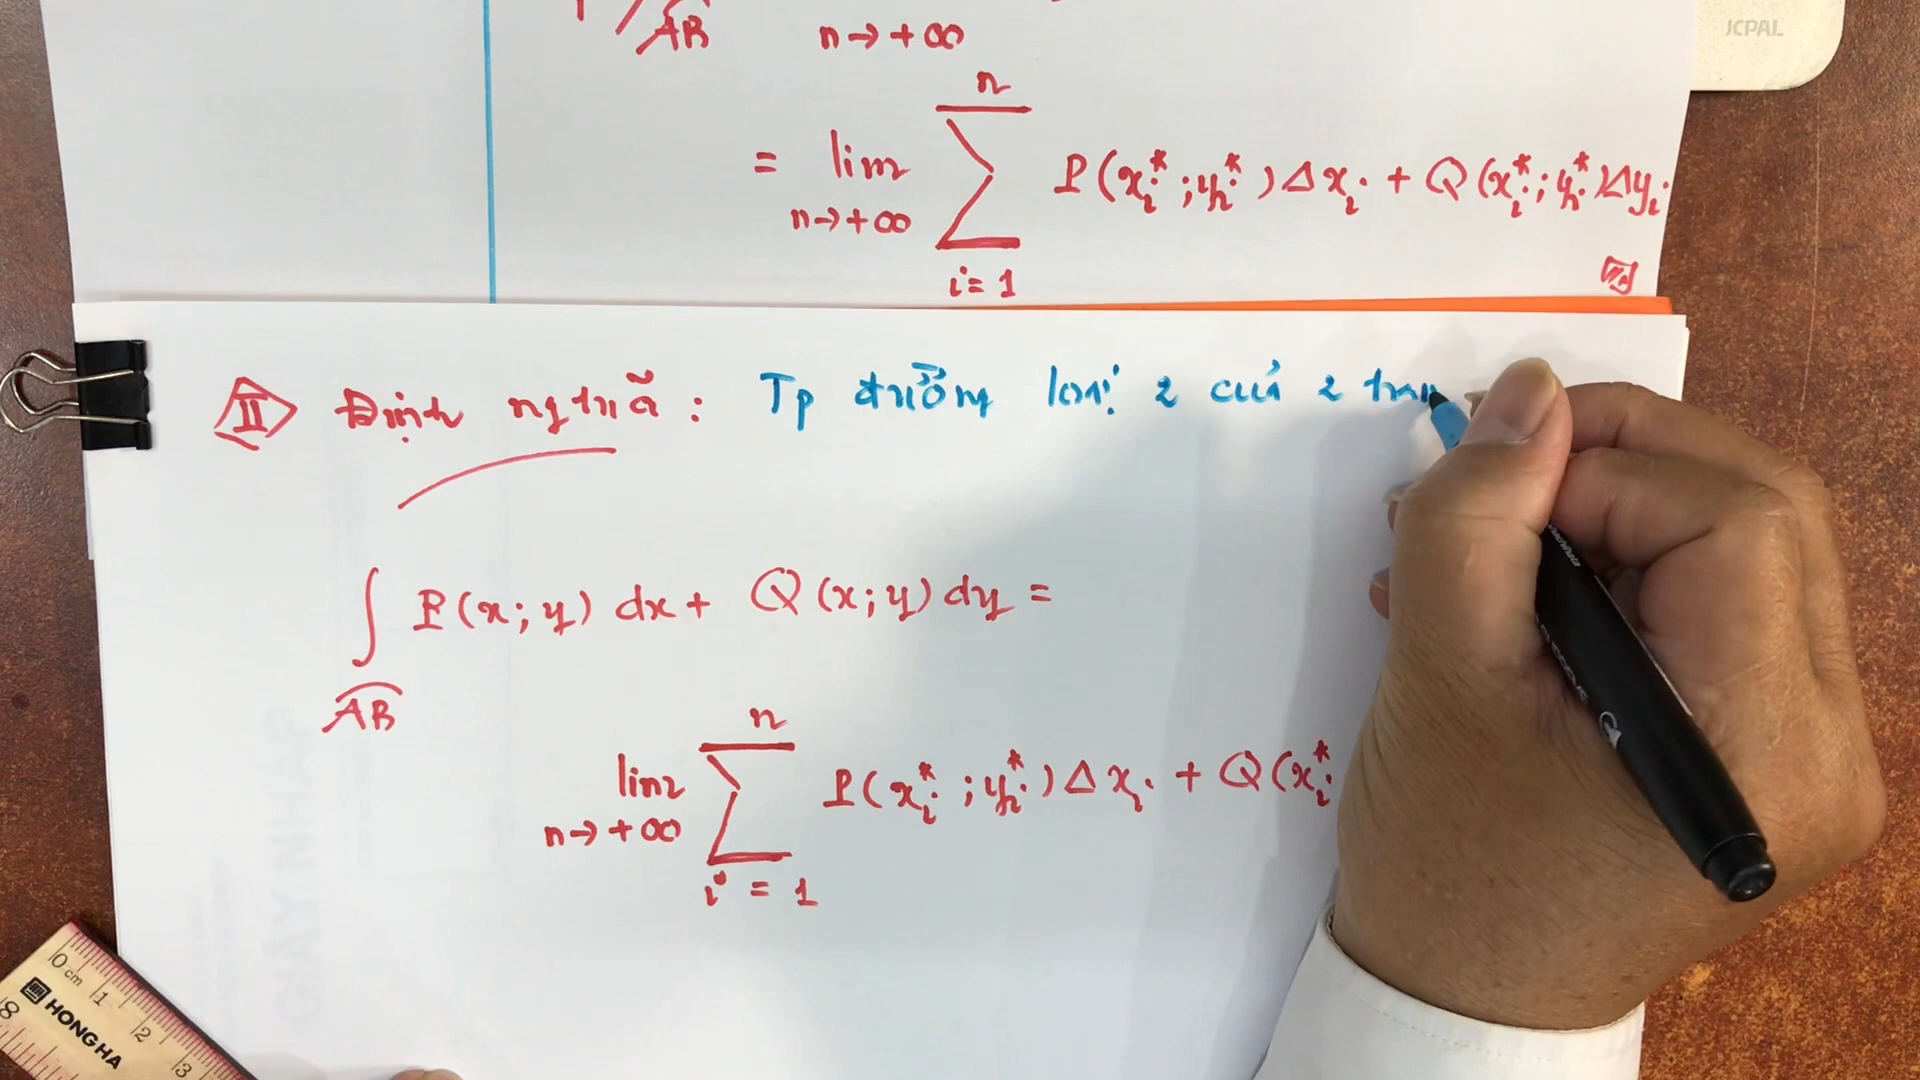 JCPAL
AB n→+∞
n
= lim ∑ P(xᵢ*;yᵢ*)Δxᵢ + Q(xᵢ*;yᵢ*)Δyᵢ
n→+∞
i=1
II Định nghĩa: Tp đường loại 2 của 2
∫ P(x;y) dx + Q(x;y) dy =
AB
n
lim ∑ P(xᵢ*;yᵢ*)Δxᵢ + Q(xᵢ*
n→+∞
i = 1
0 cm 1 2 3
HONG HA
8